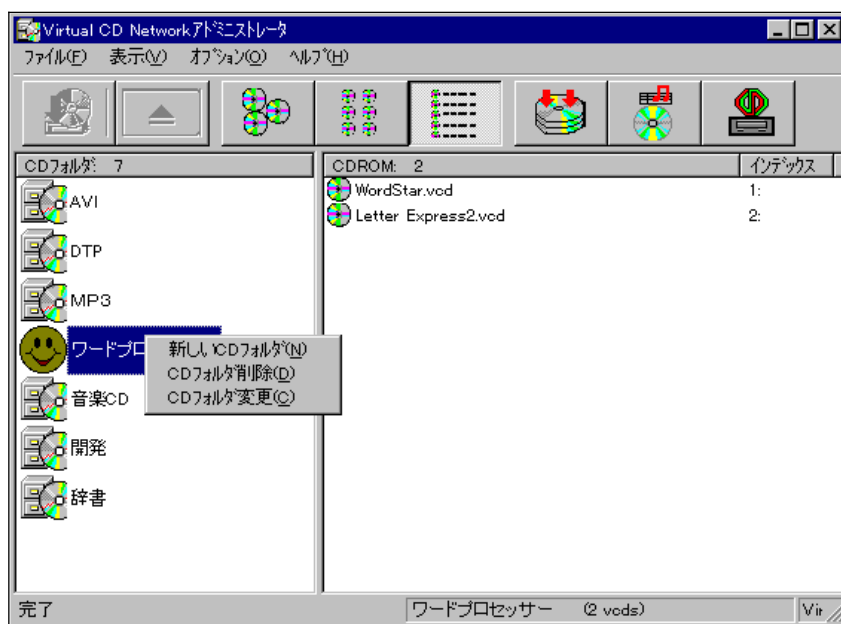 Virtual CD Networkｱﾄﾞﾐﾆｽﾄﾚｰﾀ
ﾌｧｲﾙ(F) 表示(V) ｵﾌﾟｼｮﾝ(O) ﾍﾙﾌﾟ(H)
CDﾌｫﾙﾀﾞ: 7
CDROM: 2 ｲﾝﾃﾞｯｸｽ
AVI
DTP
MP3
ワードプロ
音楽CD
開発
辞書
WordStar.vcd 1:
Letter Express2.vcd 2:
新しいCDﾌｫﾙﾀﾞ(N)
CDﾌｫﾙﾀﾞ削除(D)
CDﾌｫﾙﾀﾞ変更(C)
完了 ワードプロセッサー (2 vcds) Vir